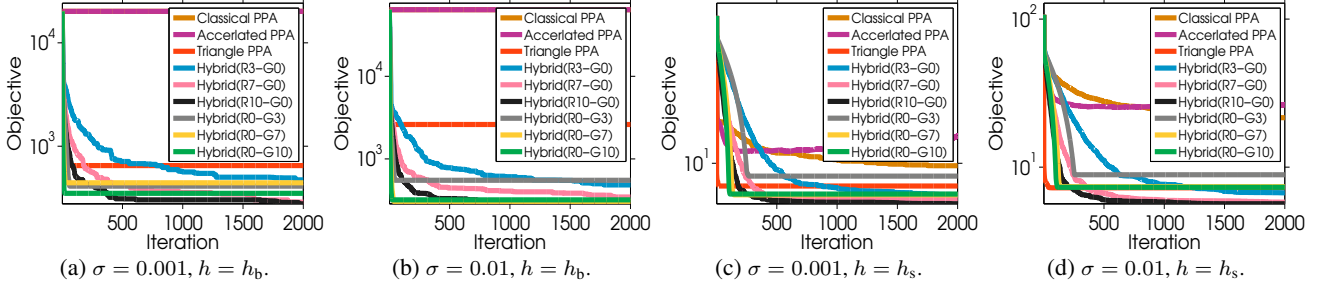 Objective
10^4
10^3
Classical PPA
Accerlated PPA
Triangle PPA
Hybrid(R3-G0)
Hybrid(R7-G0)
Hybrid(R10-G0)
Hybrid(R0-G3)
Hybrid(R0-G7)
Hybrid(R0-G10)
500 1000 1500 2000
Iteration
(a) σ = 0.001, h = h_b.
Objective
10^4
10^3
Classical PPA
Accerlated PPA
Triangle PPA
Hybrid(R3-G0)
Hybrid(R7-G0)
Hybrid(R10-G0)
Hybrid(R0-G3)
Hybrid(R0-G7)
Hybrid(R0-G10)
500 1000 1500 2000
Iteration
(b) σ = 0.01, h = h_b.
Objective
10^1
Classical PPA
Accerlated PPA
Triangle PPA
Hybrid(R3-G0)
Hybrid(R7-G0)
Hybrid(R10-G0)
Hybrid(R0-G3)
Hybrid(R0-G7)
Hybrid(R0-G10)
500 1000 1500 2000
Iteration
(c) σ = 0.001, h = h_s.
Objective
10^2
10^1
Classical PPA
Accerlated PPA
Triangle PPA
Hybrid(R3-G0)
Hybrid(R7-G0)
Hybrid(R10-G0)
Hybrid(R0-G3)
Hybrid(R0-G7)
Hybrid(R0-G10)
500 1000 1500 2000
Iteration
(d) σ = 0.01, h = h_s.